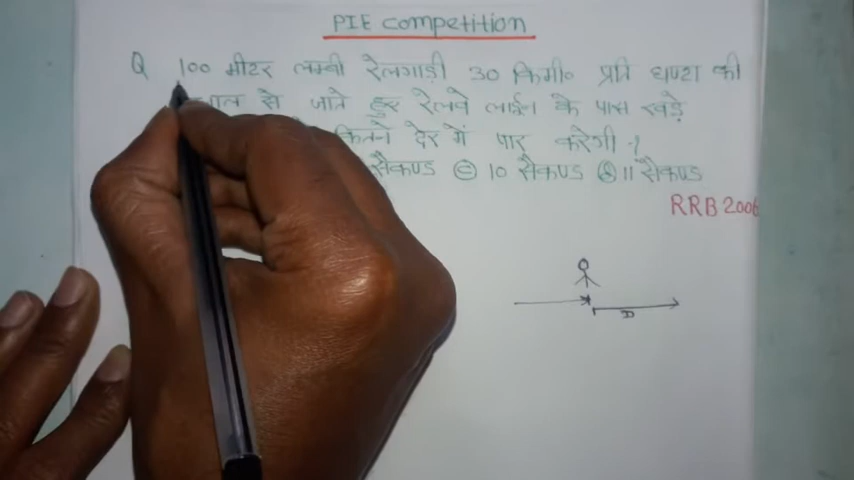 PIE competition
Q 100 मीटर लम्बी रेलगाड़ी 30 किमी० प्रति घण्टा की
चाल से जाते हुए रेलवे लाईन के पास खड़े
कितने देर में पार करेगी ?
सैकण्ड C 10 सैकण्ड 11 सैकण्ड
RRB 2006
D